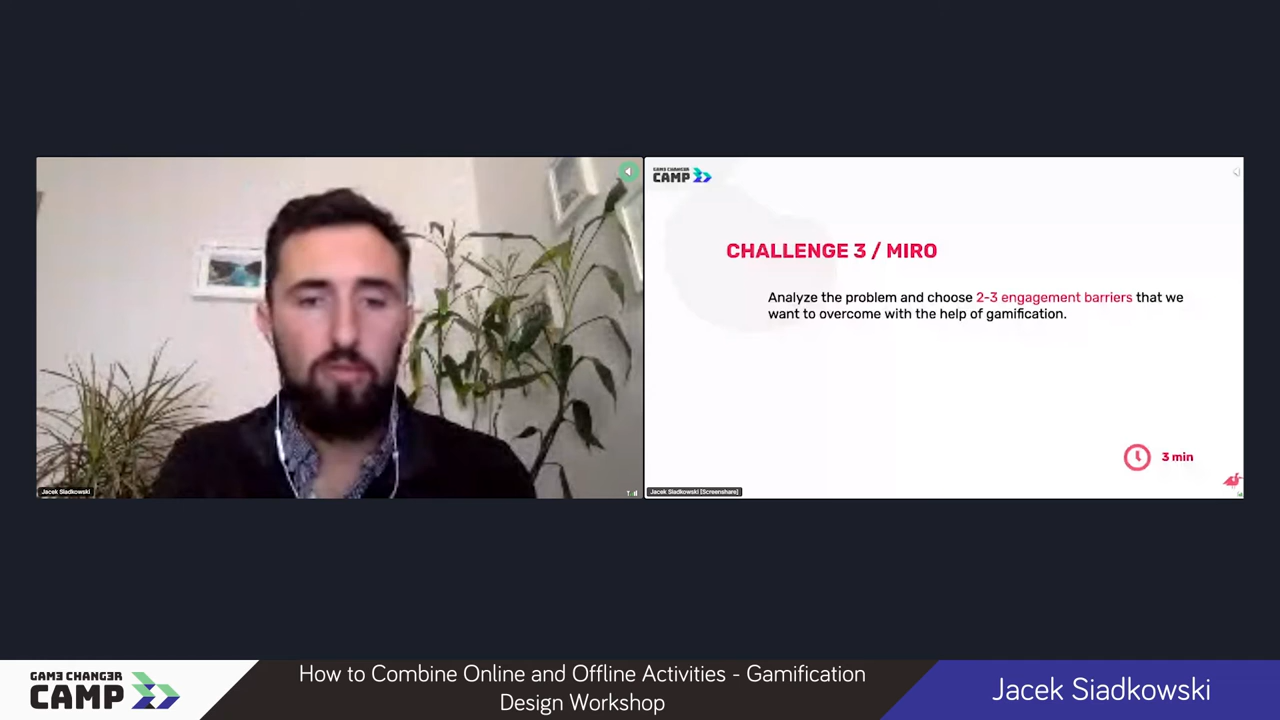 GAME CHANGER
CAMP
CHALLENGE 3 / MIRO
Analyze the problem and choose 2-3 engagement barriers that we
want to overcome with the help of gamification.
3 min
Jacek Siadkowski
Jacek Siadkowski [Screenshare]
GAM3 CHANG3R
CAMP
How to Combine Online and Offline Activities - Gamification
Design Workshop
Jacek Siadkowski